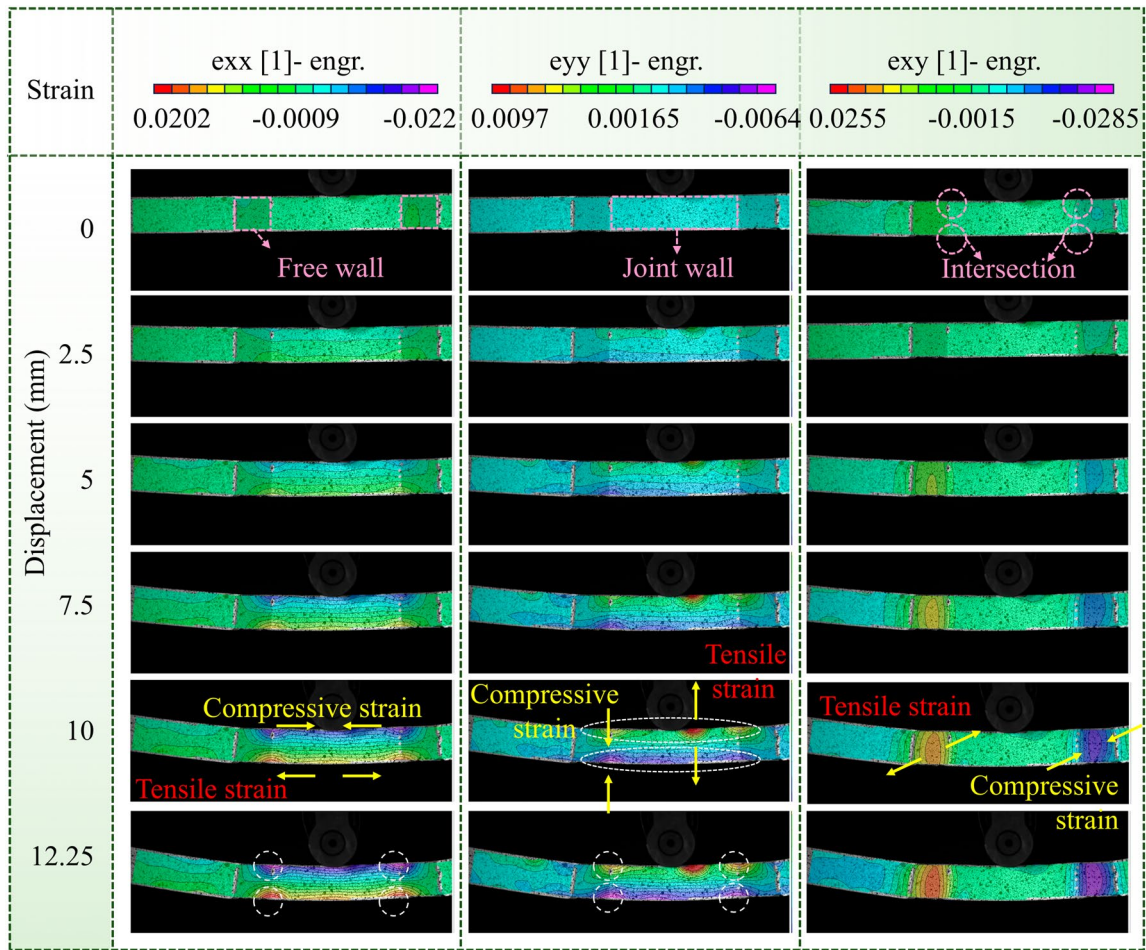 Strain
exx [1]- engr.
0.0202 -0.0009 -0.022
eyy [1]- engr.
0.0097 0.00165 -0.0064
exy [1]- engr.
0.0255 -0.0015 -0.0285
Displacement (mm)
0
Free wall
Joint wall
Intersection
2.5
5
7.5
Tensile
strain
10
Compressive strain
Tensile strain
Compressive
strain
Tensile strain
Compressive
strain
12.25